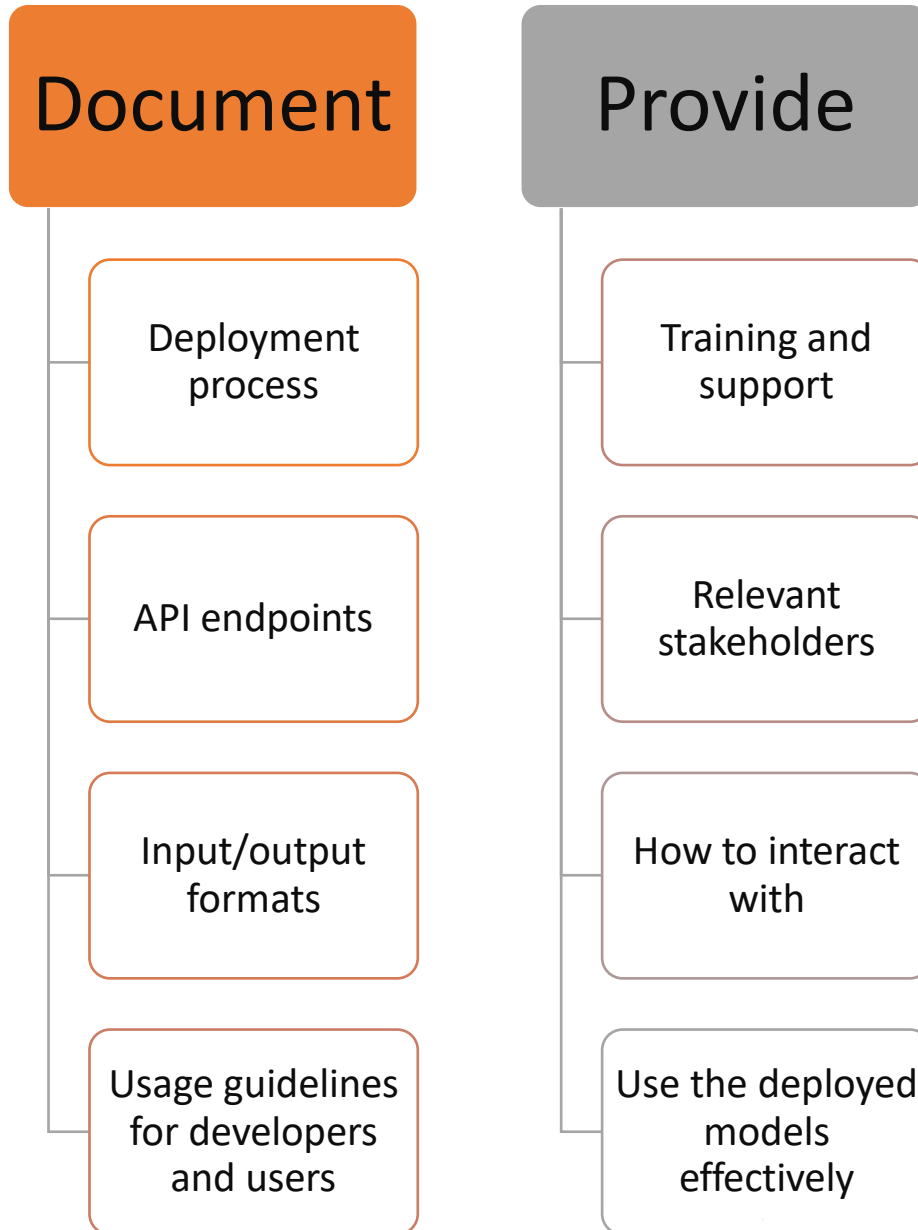 Document
Deployment
process
API endpoints
Input/output
formats
Usage guidelines
for developers
and users
Provide
Training and
support
Relevant
stakeholders
How to interact
with
Use the deployed
models
effectively